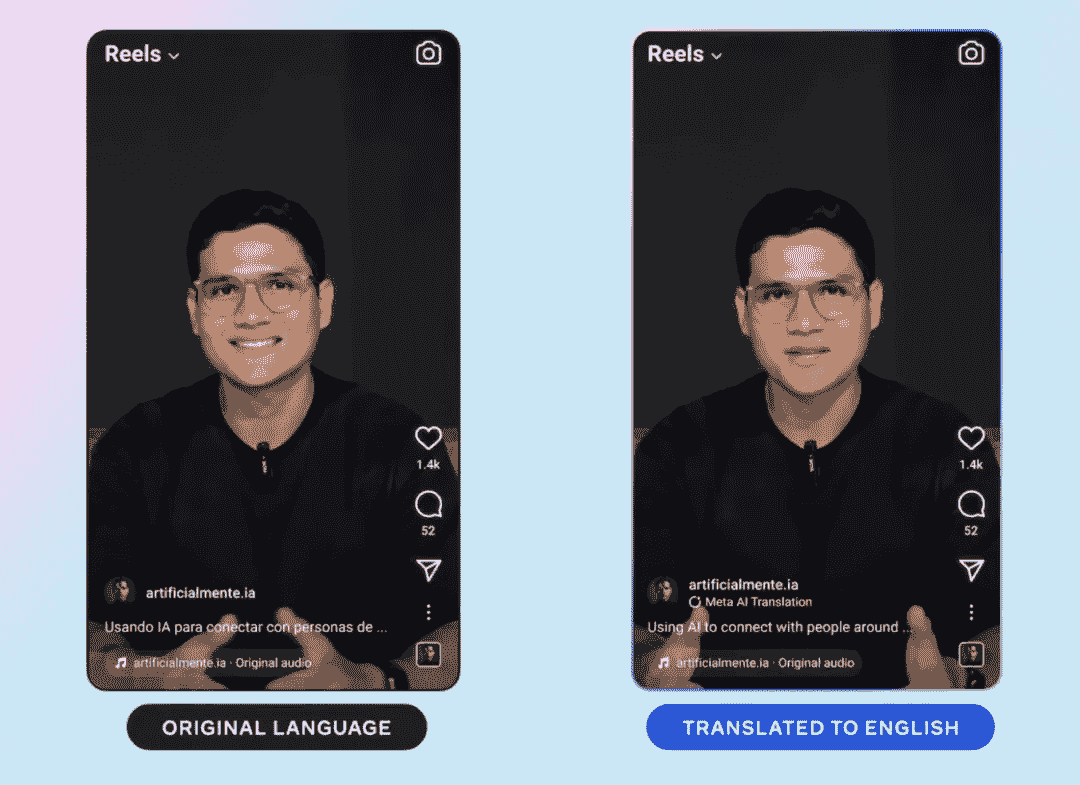 Reels
1.4k
52
artificialmente.ia
Usando IA para conectar con personas de ...
artificialmente.ia · Original audio
ORIGINAL LANGUAGE
Reels
1.4k
52
artificialmente.ia
Meta AI Translation
Using AI to connect with people around ...
artificialmente.ia · Original audio
TRANSLATED TO ENGLISH